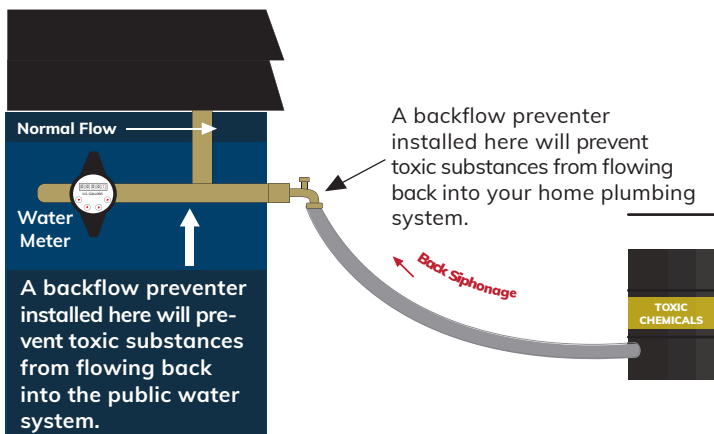 Normal Flow
A backflow preventer
installed here will prevent
toxic substances from flowing
back into your home plumbing
system.
Water
Meter
Back Siphonage
TOXIC
CHEMICALS
A backflow preventer
installed here will pre-
vent toxic substances
from flowing back
into the public water
system.